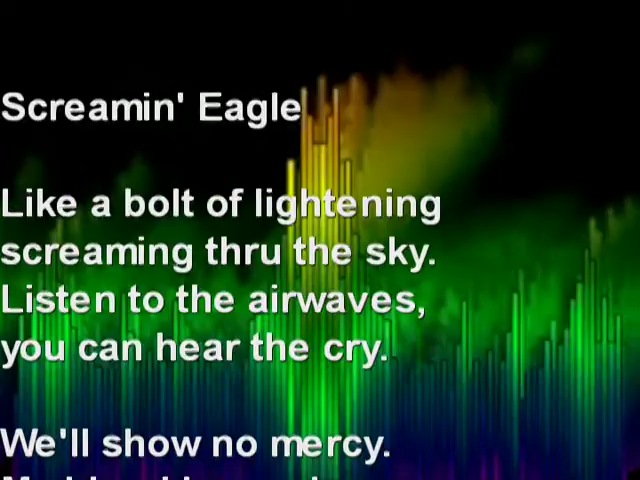 Screamin' Eagle
Like a bolt of lightening
screaming thru the sky.
Listen to the airwaves,
you can hear the cry.
We'll show no mercy.